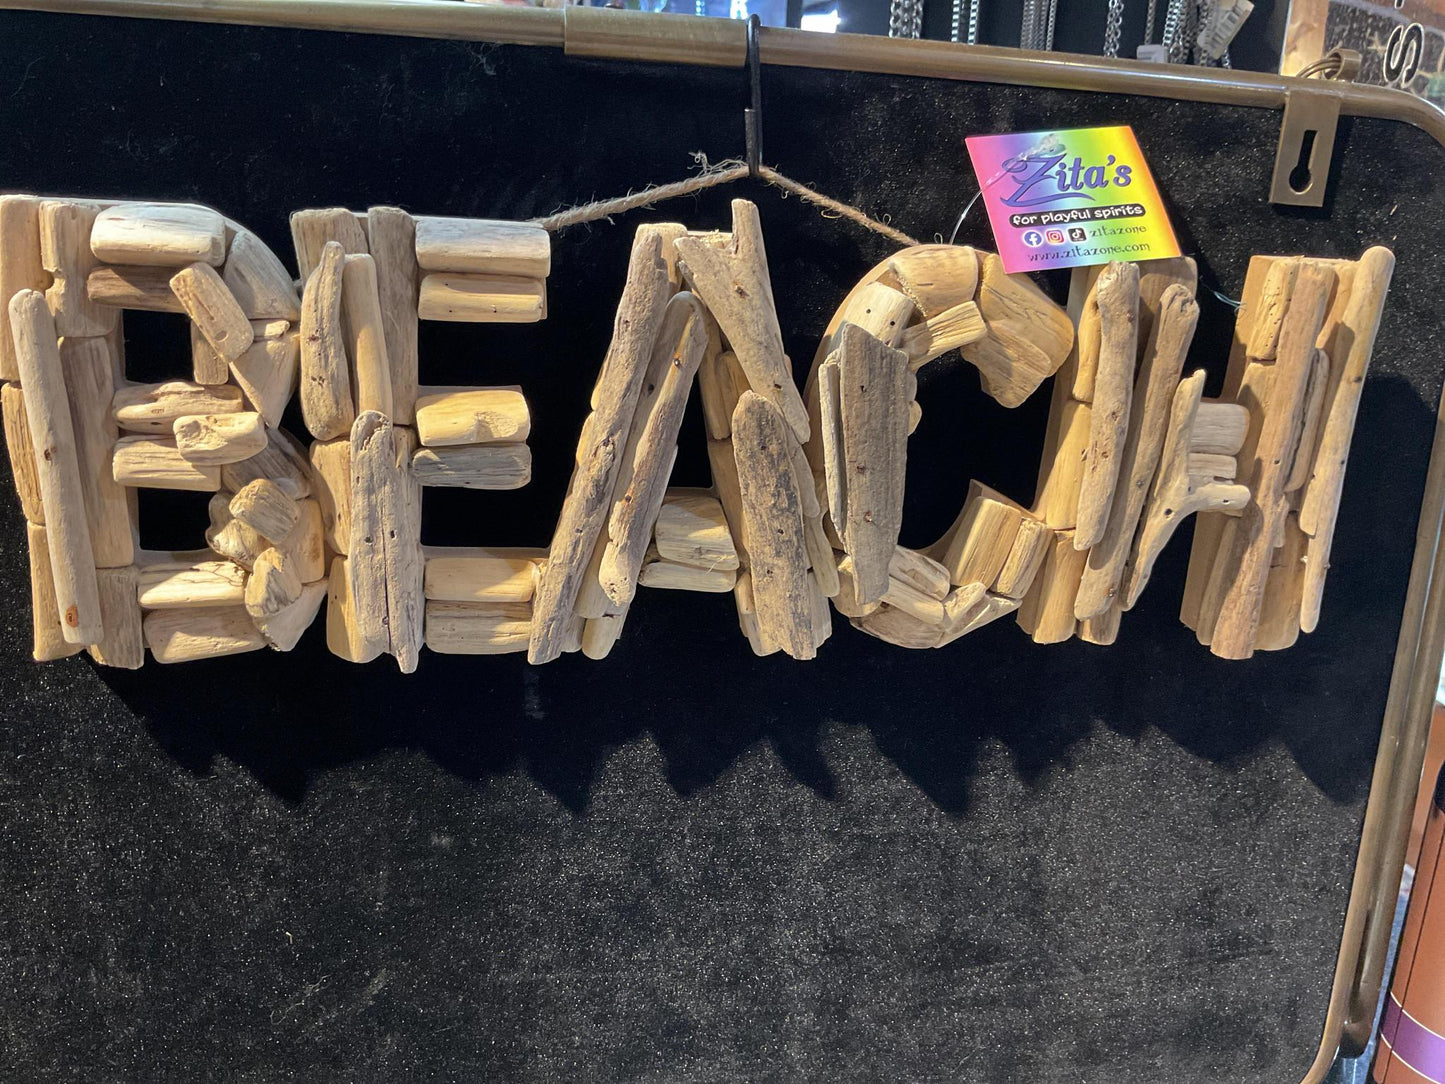 BEACH
Zita's
for playful spirits
zitazone
www.zitazone.com
S